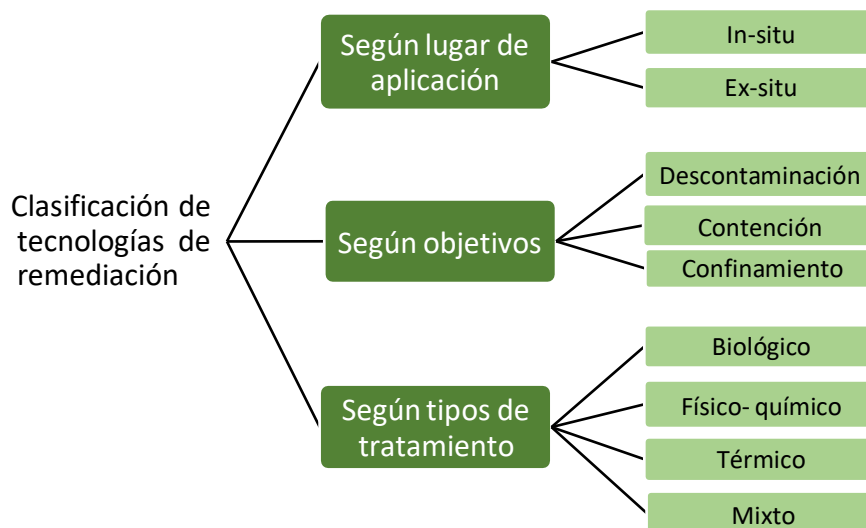 Clasificación de
tecnologías de
remediación
Según lugar de
aplicación
In-situ
Ex-situ
Según objetivos
Descontaminación
Contención
Confinamiento
Según tipos de
tratamiento
Biológico
Físico- químico
Térmico
Mixto